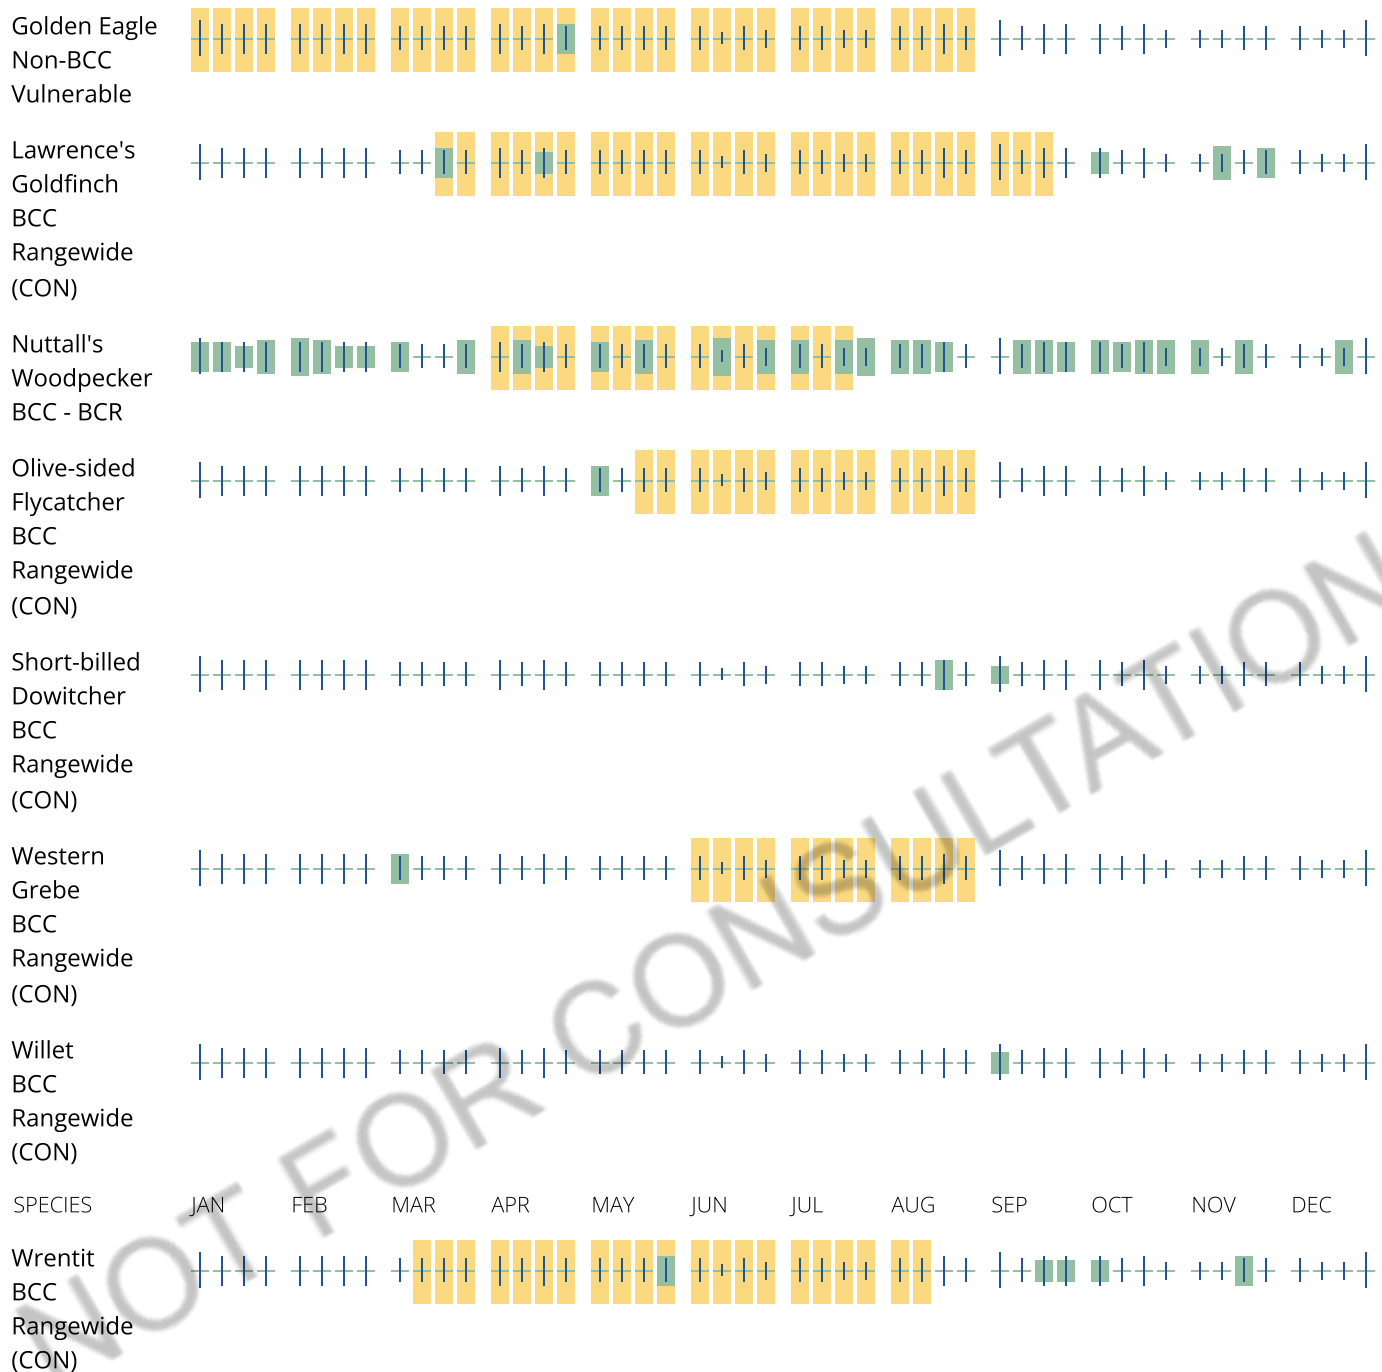 Golden Eagle
Non-BCC
Vulnerable
Lawrence's
Goldfinch
BCC
Rangewide
(CON)
Nuttall's
Woodpecker
BCC - BCR
Olive-sided
Flycatcher
BCC
Rangewide
(CON)
Short-billed
Dowitcher
BCC
Rangewide
(CON)
Western
Grebe
BCC
Rangewide
(CON)
Willet
BCC
Rangewide
(CON)
SPECIES JAN FEB MAR APR MAY JUN JUL AUG SEP OCT NOV DEC
Wrentit
BCC
Rangewide
(CON)
NOT FOR CONSULTATION